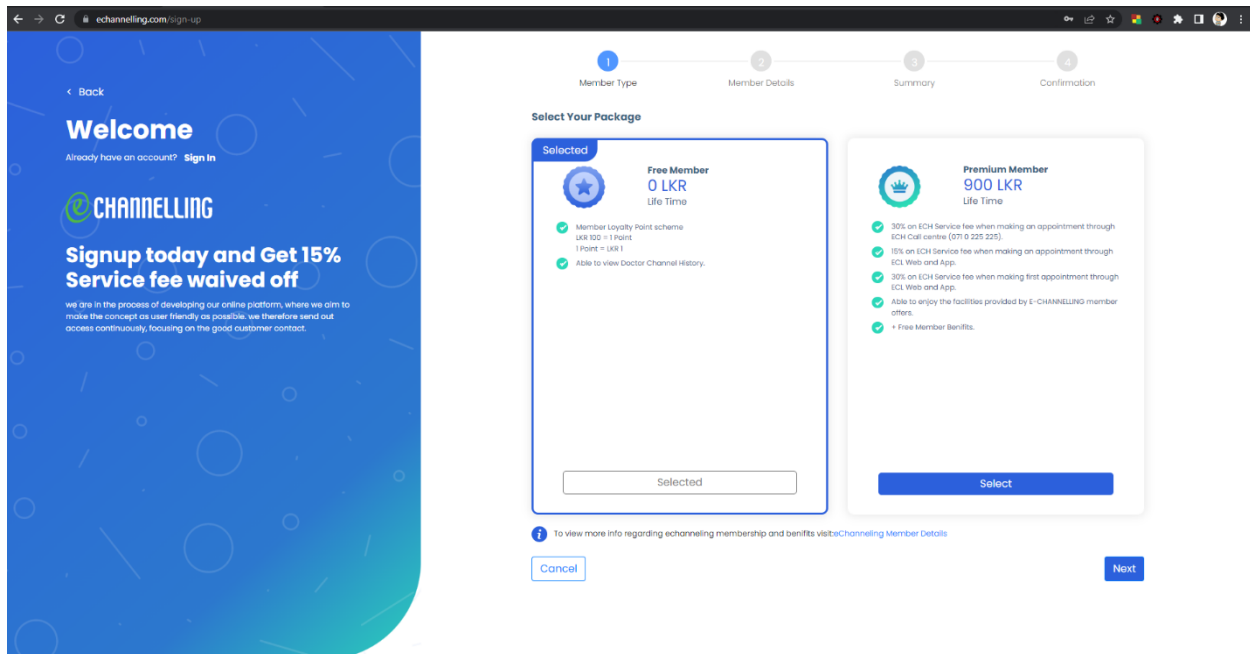 echannelling.com/sign-up
< Back
Welcome
Already have an account? Sign In
eCHANNELLING
Signup today and Get 15%
Service fee waived off
we are in the process of developing our online platform, where we aim to
make the concept as user friendly as possible. we therefore send out
access continuously, focusing on the good customer contact.
1 2 3 4
Member Type Member Details Summary Confirmation
Select Your Package
Selected
Free Member
0 LKR
Life Time
Member Loyalty Point scheme
LKR 100 = 1 Point
1 Point = LKR 1
Able to view Doctor Channel History.
Selected
Premium Member
900 LKR
Life Time
30% on ECH Service fee when making an appointment through
ECH Call centre (071 0 225 225).
15% on ECH Service fee when making an appointment through
ECL Web and App.
30% on ECH Service fee when making first appointment through
ECL Web and App.
Able to enjoy the facilities provided by E-CHANNELLING member
offers.
+ Free Member Benifits.
Select
To view more info regarding echanneling membership and benifits visit:eChanneling Member Details
Cancel
Next